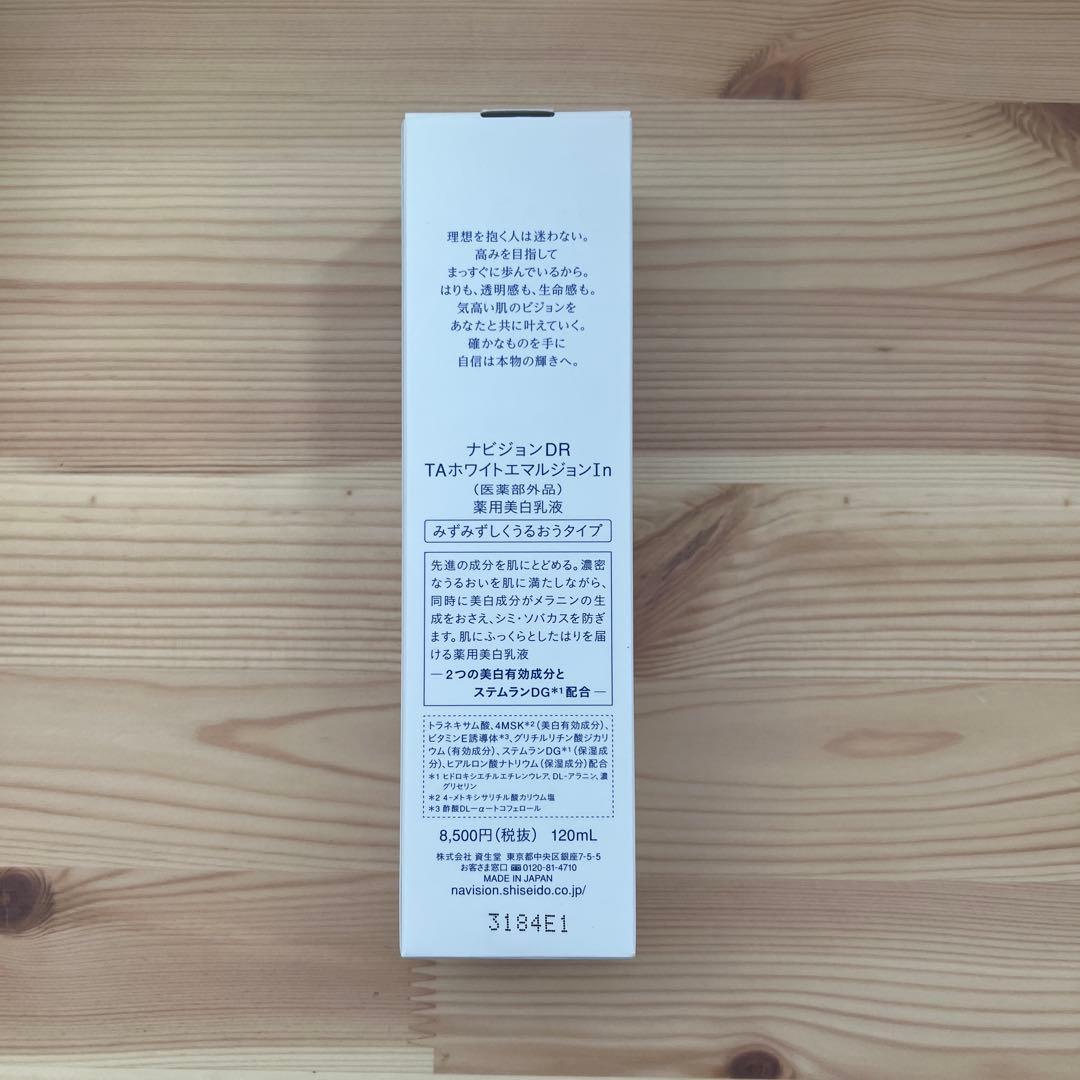 理想を抱く人は迷わない。
高みを目指して
まっすぐに歩んでいるから。
はりも、透明感も、生命感も。
気高い肌のビジョンを
あなたと共に叶えていく。
確かなものを手に
自信は本物の輝きへ。
ナビジョンDR
TAホワイトエマルジョンIn
(医薬部外品)
薬用美白乳液
みずみずしくうるおうタイプ
先進の成分を肌にとどめる。濃密
なうるおいを肌に満たしながら、
同時に美白成分がメラニンの生
成をおさえ、シミ・ソバカスを防ぎ
ます。肌にふっくらとしたはりを届
ける薬用美白乳液
―2つの美白有効成分と
ステムランDG*1配合―
トラネキサム酸、4MSK*2(美白有効成分)、
ビタミンE誘導体*3、グリチルリチン酸ジカリ
ウム(有効成分)、ステムランDG*1(保湿成
分)、ヒアルロン酸ナトリウム(保湿成分)配合
*1 ヒドロキシエチルエチレンウレア、DL-アラニン、濃
グリセリン
*2 4-メトキシサリチル酸カリウム塩
*3 酢酸DL-α-トコフェロール
8,500円(税抜) 120mL
株式会社 資生堂 東京都中央区銀座7-5-5
お客さま窓口 0120-81-4710
MADE IN JAPAN
navision.shiseido.co.jp/
3184E1